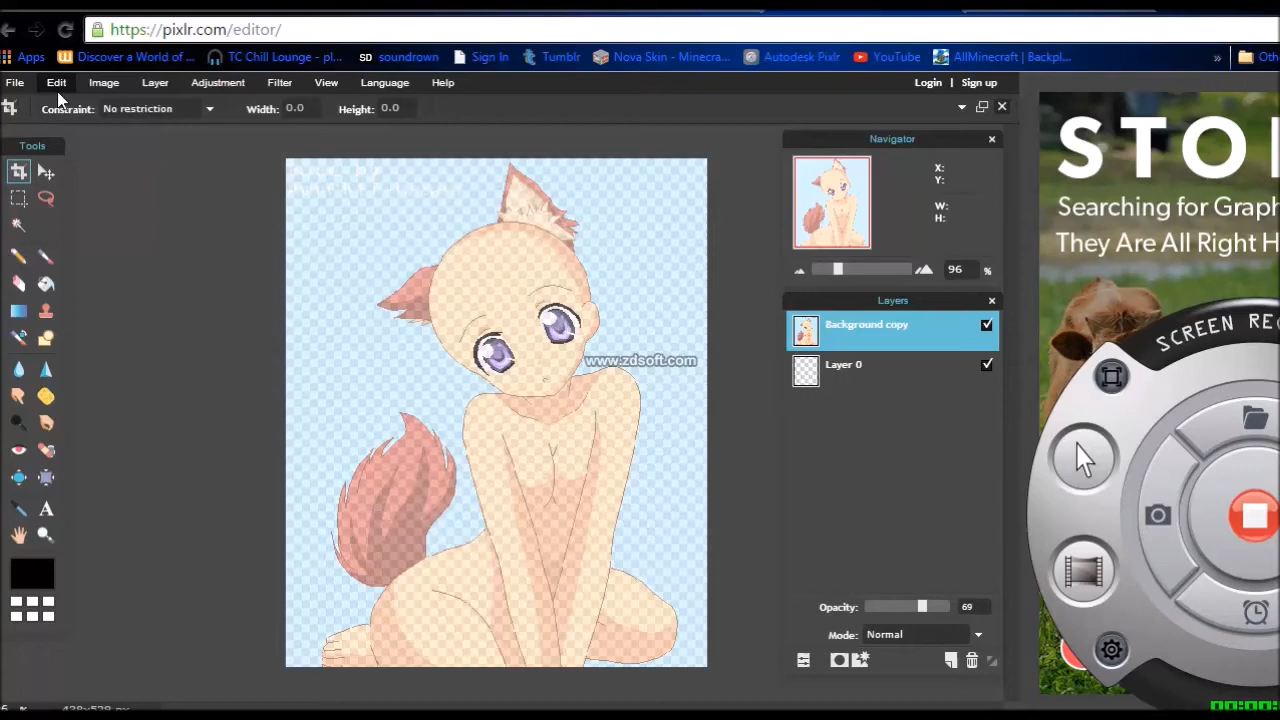 https://pixlr.com/editor/
Apps Discover a World of ... TC Chill Lounge - pl... SD soundrown Sign In Tumblr Nova Skin - Minecra... Autodesk Pixlr YouTube AllMinecraft | Backpl... » Oth
File Edit Image Layer Adjustment Filter View Language Help Login Sign up
Constraint: No restriction Width: 0.0 Height: 0.0
Tools
Navigator
X:
Y:
W:
H:
96 %
Layers
Background copy
Layer 0
Opacity: 69
Mode: Normal
www.zdsoft.com
STO
Searching for Graph
They Are All Right H
SCREEN REC